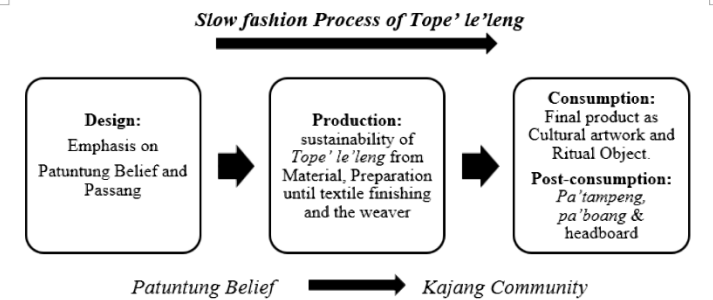 Slow fashion Process of Tope’ le’leng
Design:
Emphasis on
Patuntung Belief and
Passang
Production:
sustainability of
Tope’ le’leng from
Material, Preparation
until textile finishing
and the weaver
Consumption:
Final product as
Cultural artwork and
Ritual Object.
Post-consumption:
Pa’tampeng,
pa’boang &
headboard
Patuntung Belief
Kajang Community